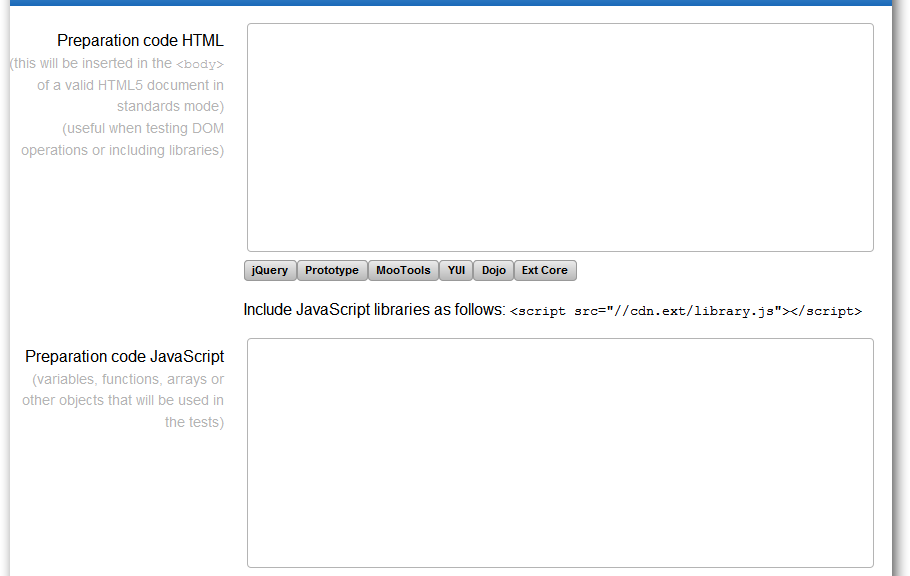 Preparation code HTML
(this will be inserted in the <body>
of a valid HTML5 document in
standards mode)
(useful when testing DOM
operations or including libraries)
jQuery Prototype MooTools YUI Dojo Ext Core
Include JavaScript libraries as follows: <script src="//cdn.ext/library.js"></script>
Preparation code JavaScript
(variables, functions, arrays or
other objects that will be used in
the tests)